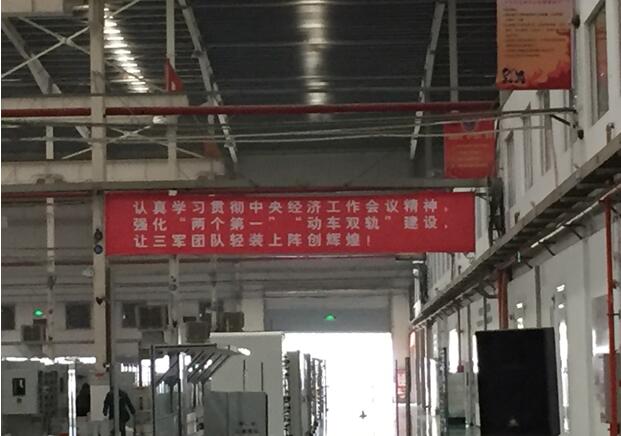 认真学习贯彻中央经济工作会议精神，
强化“两个第一”“动车双轨”建设，
让三军团队轻装上阵创辉煌！